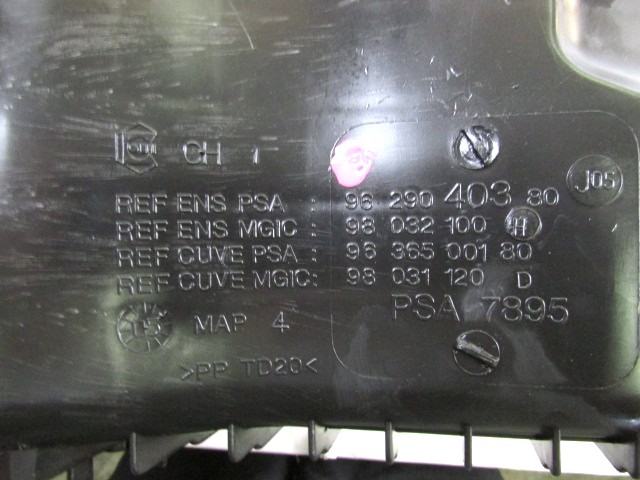 CH 1
J05
REF ENS PSA : 96 290 403 80
REF ENS MGIC : 98 032 100 H
REF CUVE PSA : 96 365 001 80
REF CUVE MGIC: 98 031 120 D
PSA 7895
MAP 4
>PP TD20<